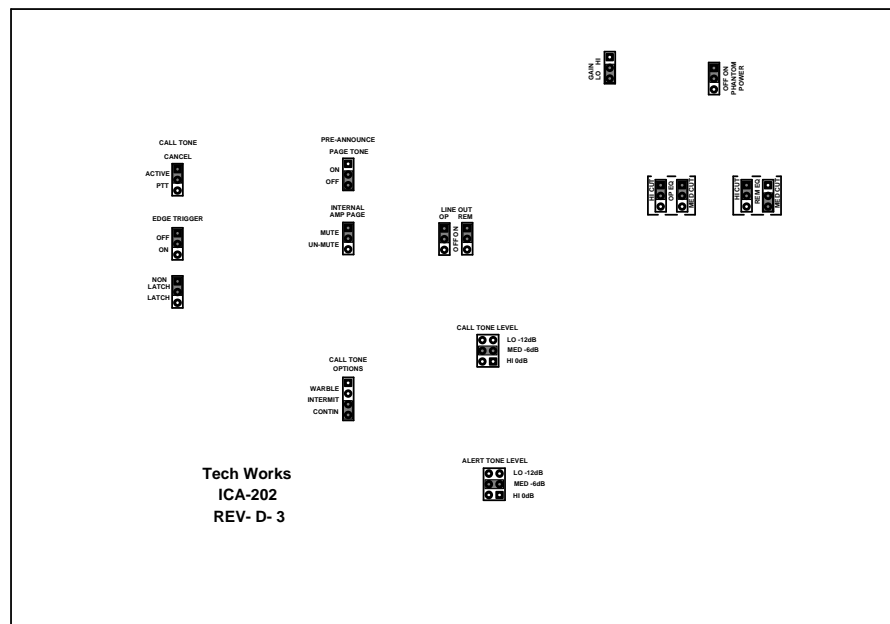 GAIN
LO HI
OFF ON
PHANTOM
POWER
CALL TONE
CANCEL
ACTIVE
PTT
PRE-ANNOUNCE
PAGE TONE
ON
OFF
HI CUT
OP EQ
MED CUT
HI CUT
REM EQ
MED CUT
EDGE TRIGGER
OFF
ON
INTERNAL
AMP PAGE
MUTE
UN-MUTE
LINE OUT
OP REM
OFF ON
NON
LATCH
LATCH
CALL TONE LEVEL
LO -12dB
MED -6dB
HI 0dB
CALL TONE
OPTIONS
WARBLE
INTERMIT
CONTIN
ALERT TONE LEVEL
LO -12dB
MED -6dB
HI 0dB
Tech Works
ICA-202
REV- D- 3